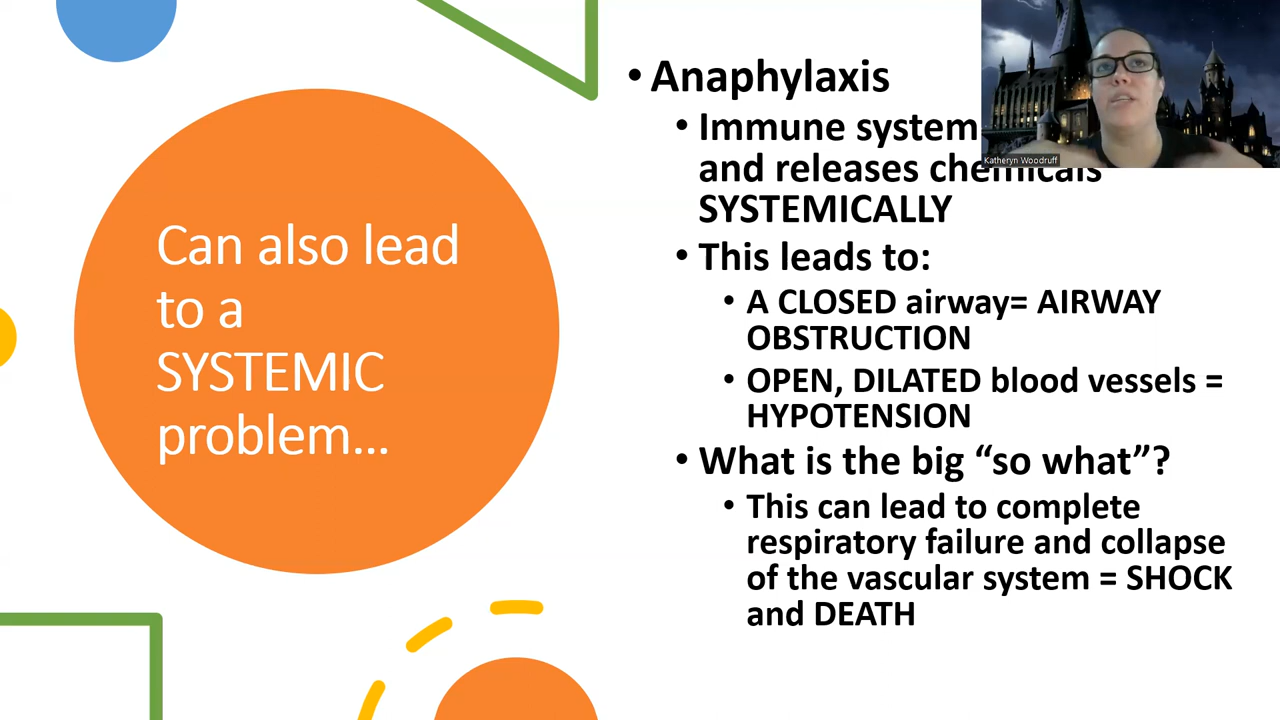 Can also lead
to a
SYSTEMIC
problem...
• Anaphylaxis
• Immune system
and releases chemicals
SYSTEMICALLY
• This leads to:
• A CLOSED airway= AIRWAY
OBSTRUCTION
• OPEN, DILATED blood vessels =
HYPOTENSION
• What is the big “so what”?
• This can lead to complete
respiratory failure and collapse
of the vascular system = SHOCK
and DEATH
Katheryn Woodruff